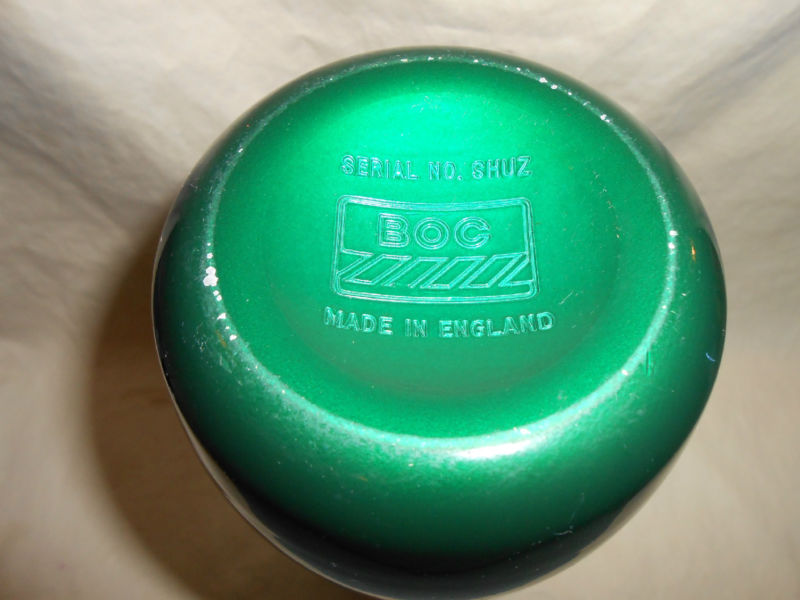 SERIAL NO. SHUZ
BOC
MADE IN ENGLAND